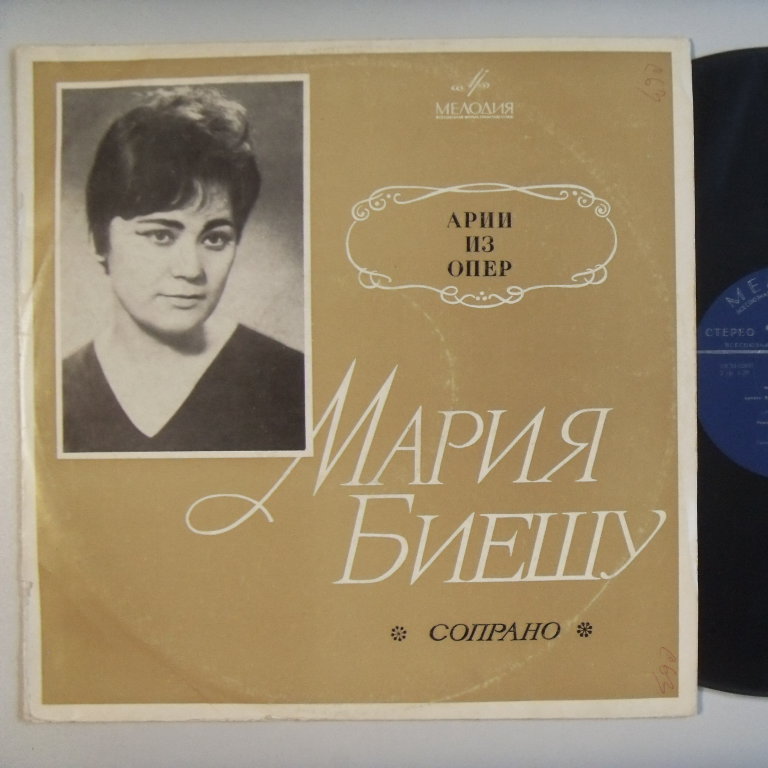 МЕЛОДИЯ
АРИИ
ИЗ
ОПЕР
МАРИЯ
БИЕШУ
* СОПРАНО *
СТЕРЕО